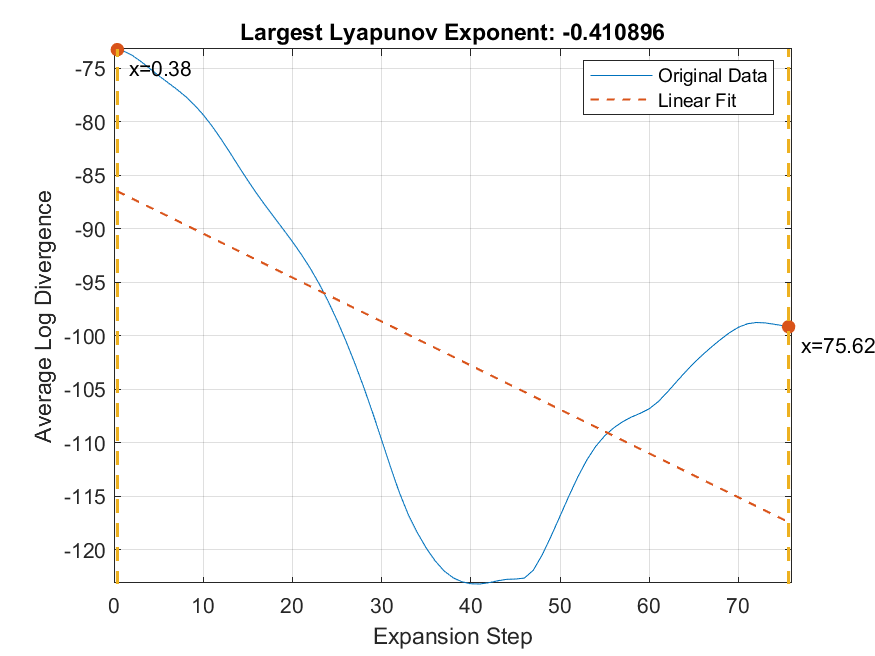 Largest Lyapunov Exponent: -0.410896
-75
-80
-85
-90
-95
-100
-105
-110
-115
-120
Average Log Divergence
x=0.38
Original Data
Linear Fit
x=75.62
0 10 20 30 40 50 60 70
Expansion Step